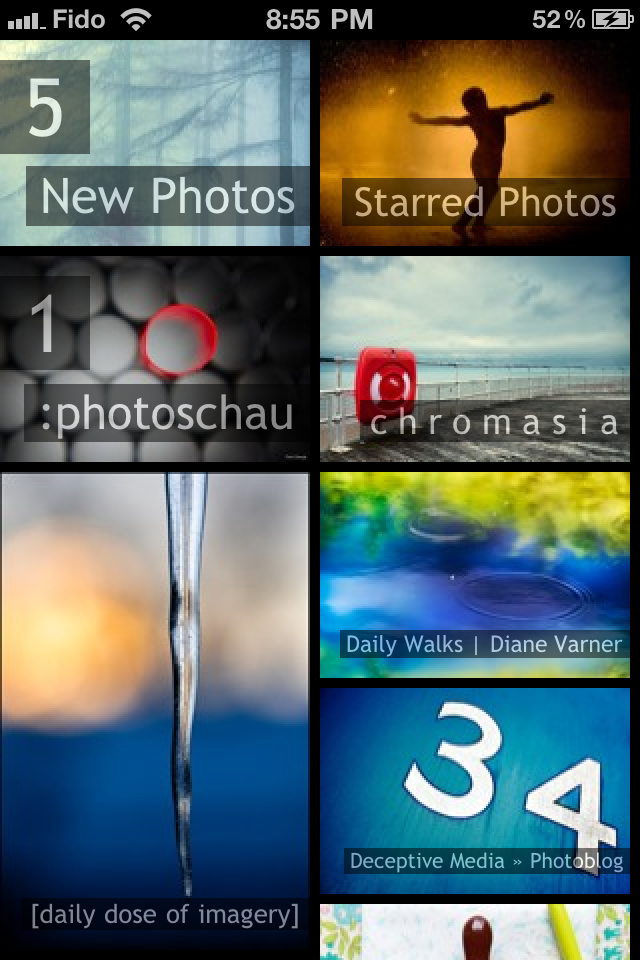 Fido 8:55 PM 52%
5
New Photos
Starred Photos
1
:photoschau
chromasia
Daily Walks | Diane Varner
34
Deceptive Media » Photoblog
[daily dose of imagery]